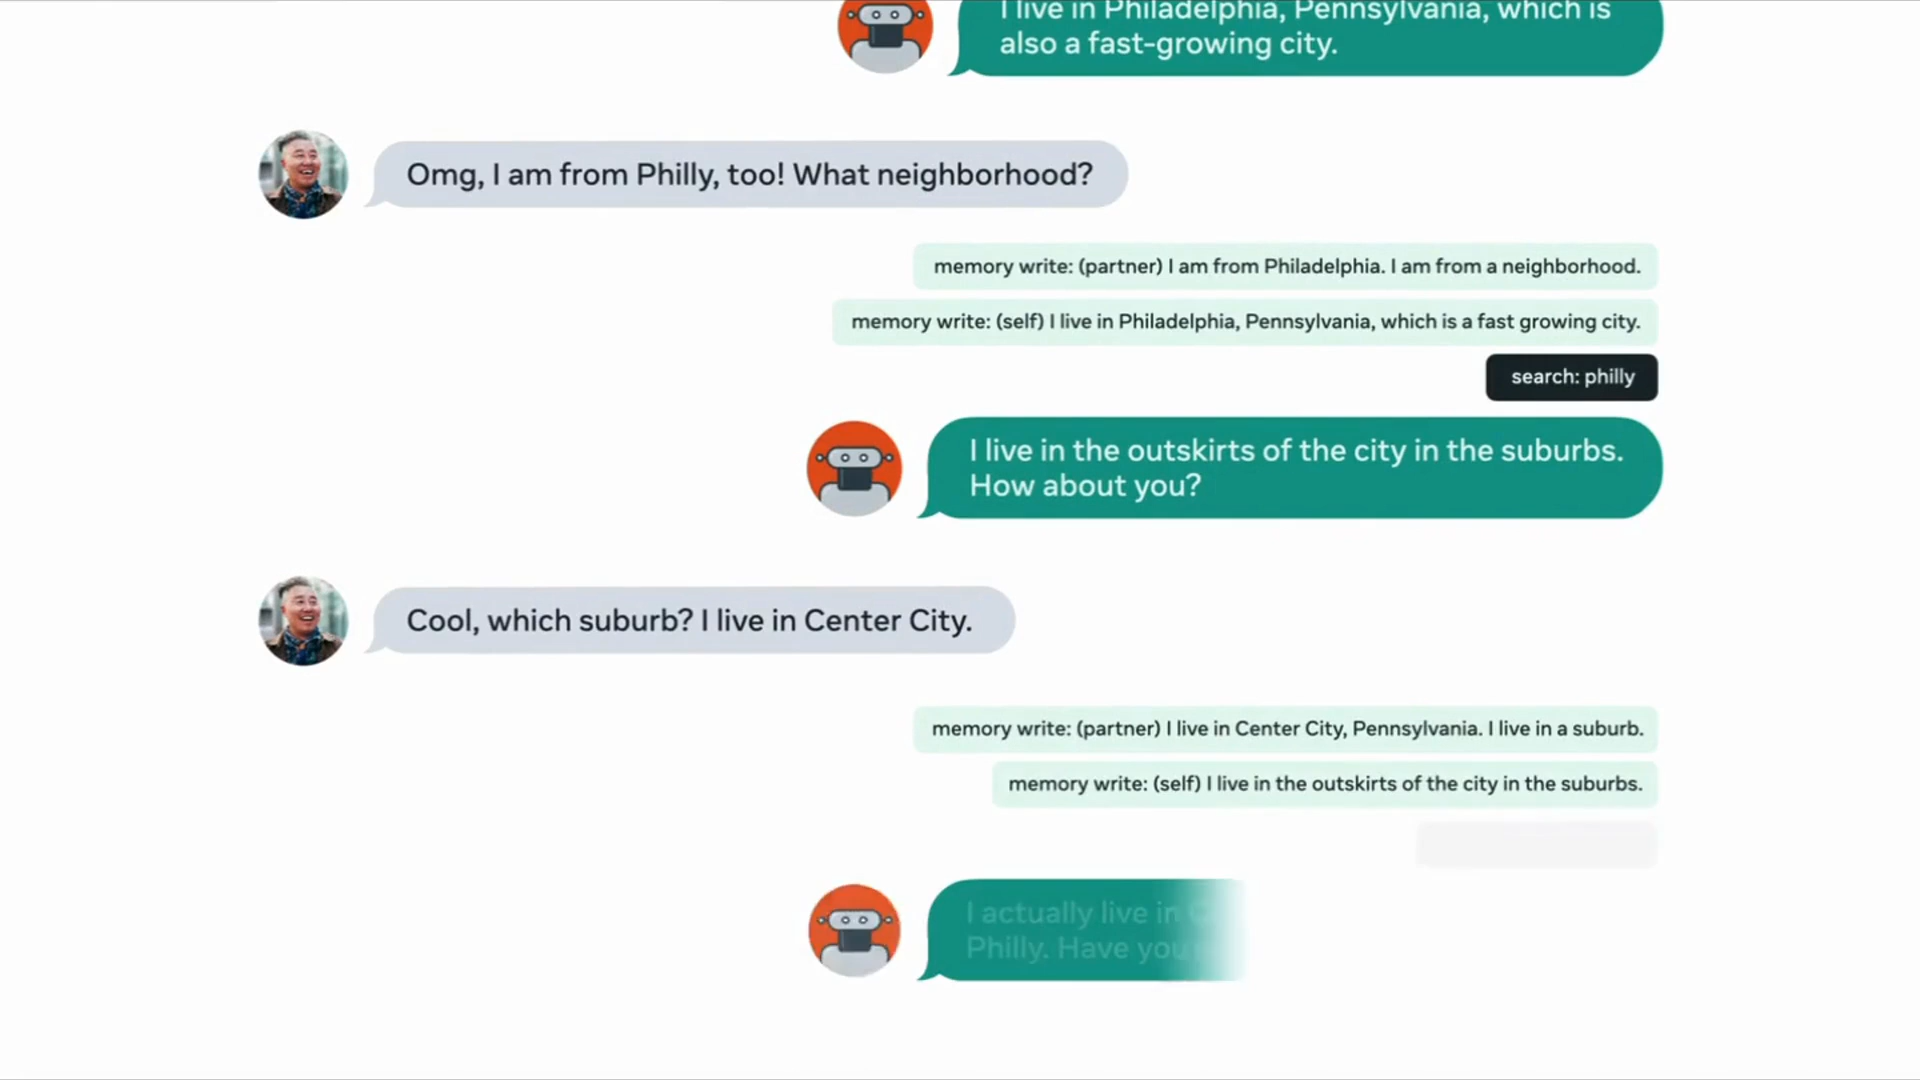 I live in Philadelphia, Pennsylvania, which is
also a fast-growing city.
Omg, I am from Philly, too! What neighborhood?
memory write: (partner) I am from Philadelphia. I am from a neighborhood.
memory write: (self) I live in Philadelphia, Pennsylvania, which is a fast growing city.
search: philly
I live in the outskirts of the city in the suburbs.
How about you?
Cool, which suburb? I live in Center City.
memory write: (partner) I live in Center City, Pennsylvania. I live in a suburb.
memory write: (self) I live in the outskirts of the city in the suburbs.
I actually live in
Philly. Have you